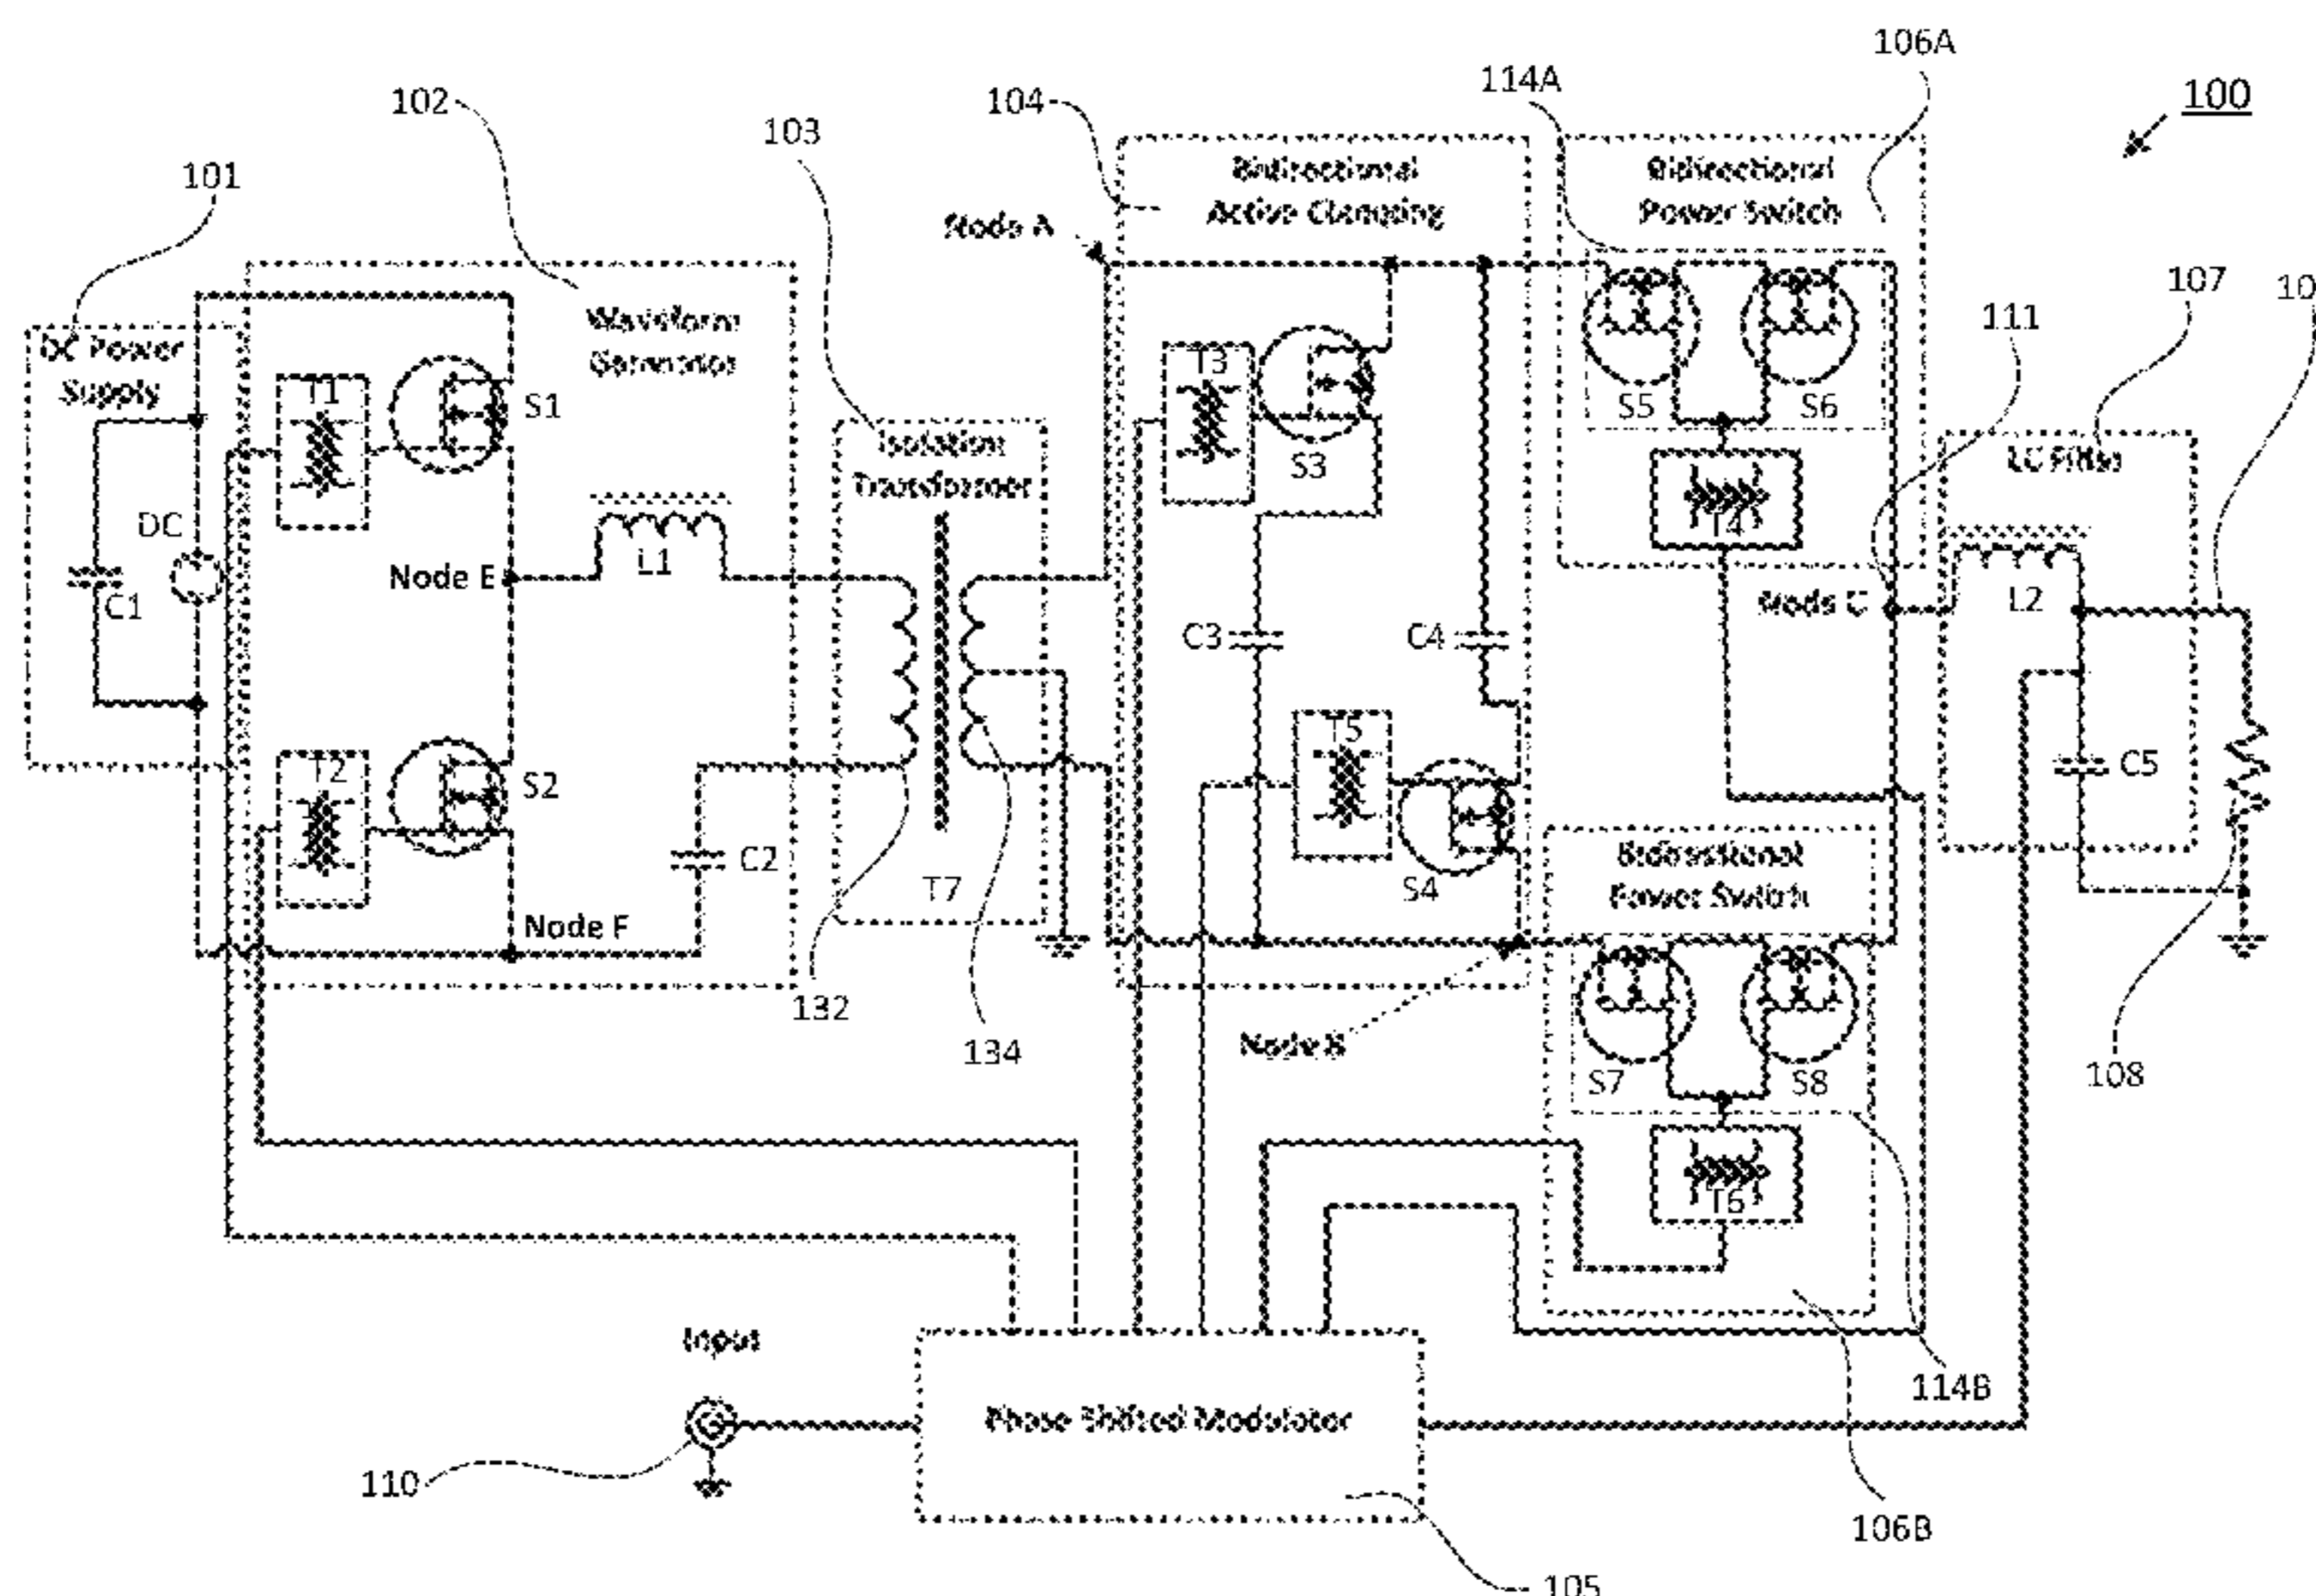 106A
114A
100
102
104
103
Bidirectional
Active Clamping
Bidirectional
Power Switch
101
Node A
107
10
111
Waveform
Generator
DC Power
Supply
T1
S1
T3
S3
S5
S6
Isolation
Transformer
LC Filter
T4
DC
C1
Node E
L1
Node C
L2
C3
C4
T2
S2
T5
C5
C2
T7
S4
Bidirectional
Power Switch
Node F
132
134
Node B
S7
S8
108
T6
Input
114B
Phase Shifted Modulator
110
106B
105